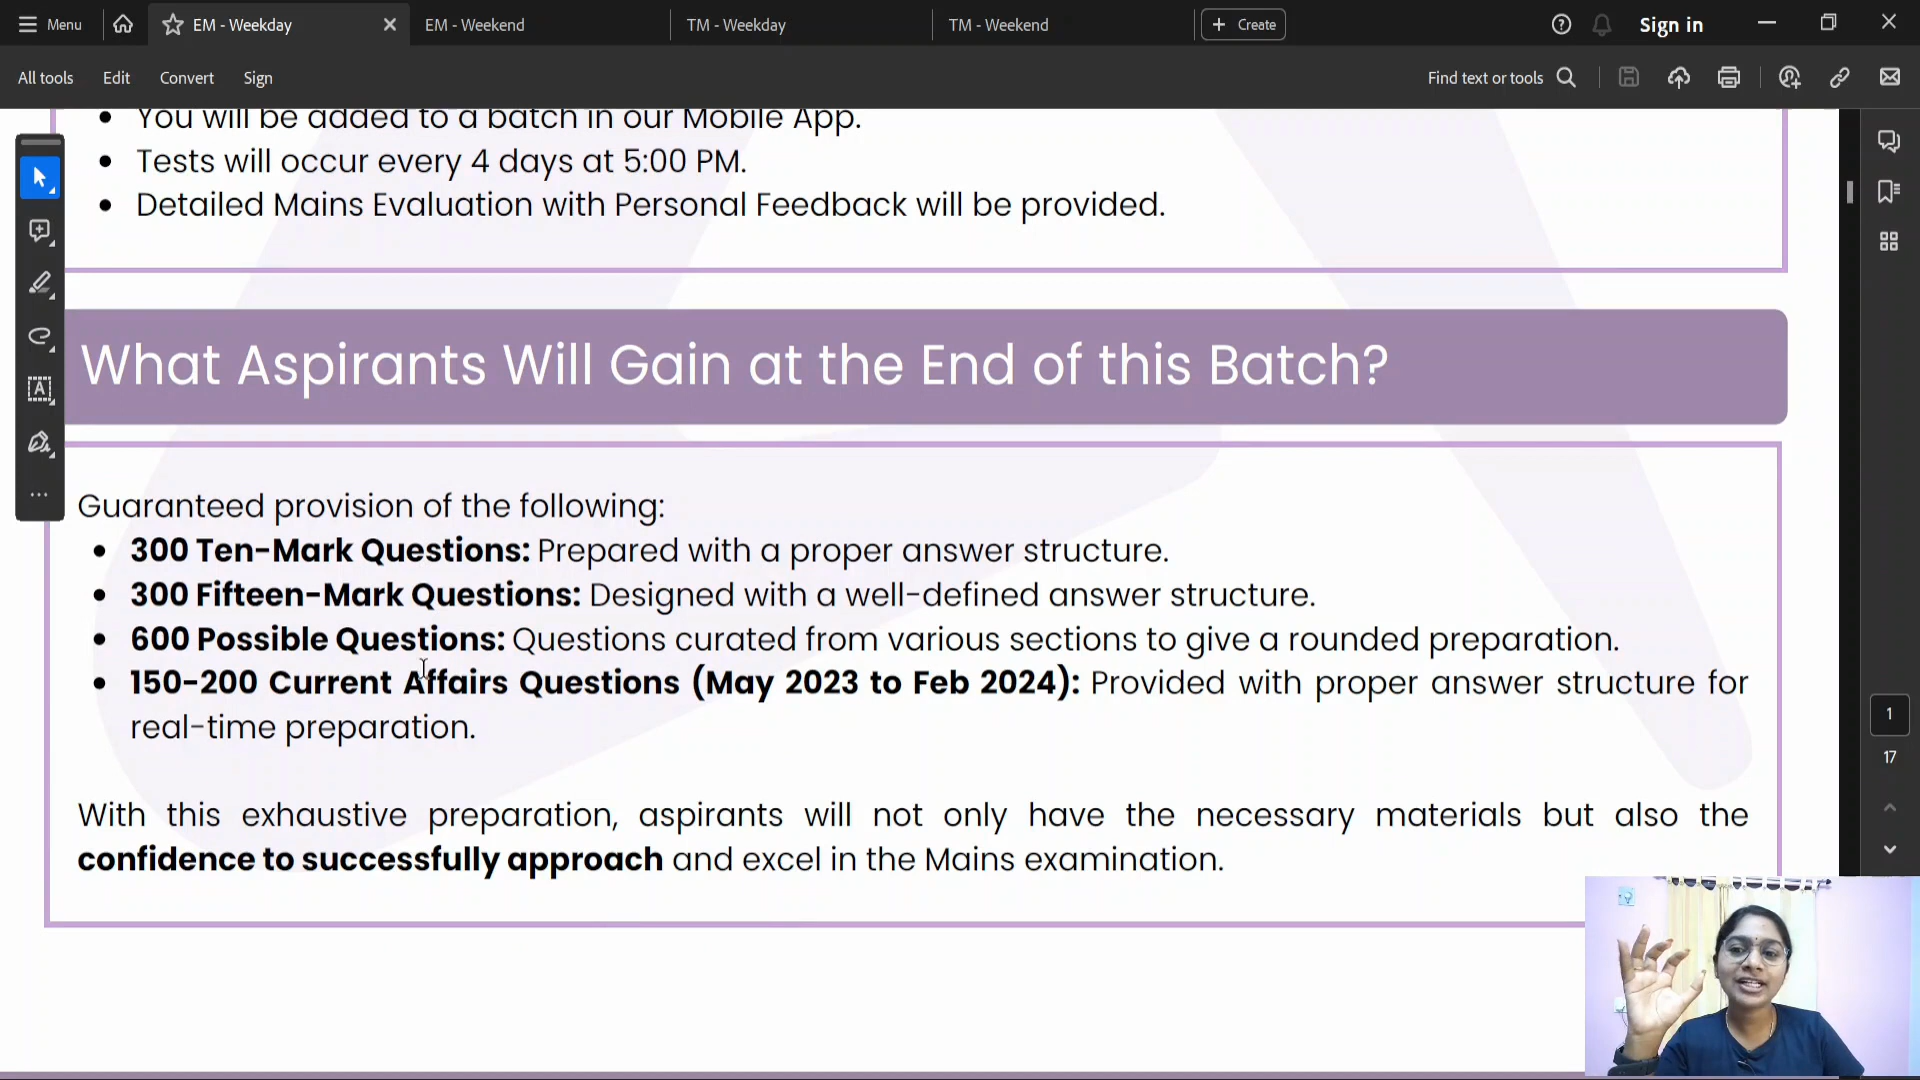 Menu
EM - Weekday
EM - Weekend
TM - Weekday
TM - Weekend
Create
Sign in
All tools
Edit
Convert
Sign
Find text or tools
You will be added to a batch in our Mobile App.
Tests will occur every 4 days at 5:00 PM.
Detailed Mains Evaluation with Personal Feedback will be provided.
What Aspirants Will Gain at the End of this Batch?
Guaranteed provision of the following:
300 Ten-Mark Questions: Prepared with a proper answer structure.
300 Fifteen-Mark Questions: Designed with a well-defined answer structure.
600 Possible Questions: Questions curated from various sections to give a rounded preparation.
150-200 Current Affairs Questions (May 2023 to Feb 2024): Provided with proper answer structure for
real-time preparation.
With this exhaustive preparation, aspirants will not only have the necessary materials but also the
confidence to successfully approach and excel in the Mains examination.
1
17